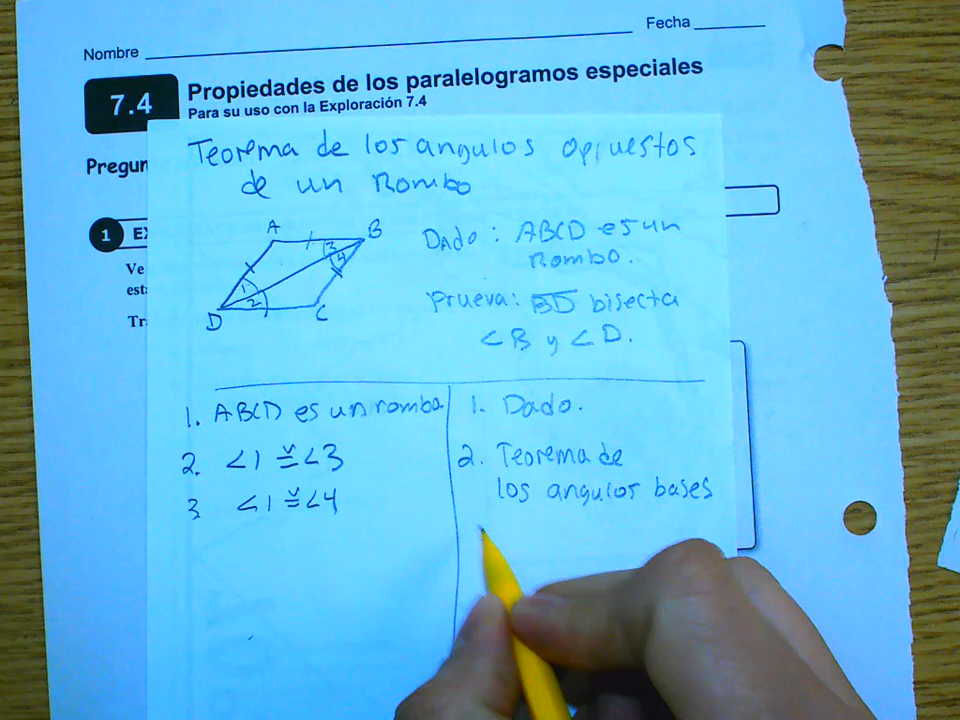 Nombre
Fecha
7.4
Propiedades de los paralelogramos especiales
Para su uso con la Exploración 7.4
Teorema de los angulos opuestos
de un Rombo
1
A
B
3
4
1
2
D
C
Dado: ABCD es un
Rombo.
Prueva: BD bisecta
<B y <D.
1. ABCD es un romba
1. Dado.
2. <1 ≅ <3
2. Teorema de
los angulos bases
3. <1 ≅ <4